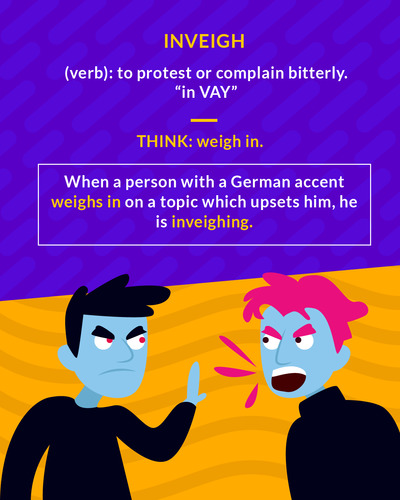 INVEIGH
(verb): to protest or complain bitterly.
“in VAY”
THINK: weigh in.
When a person with a German accent
weighs in on a topic which upsets him, he
is inveighing.